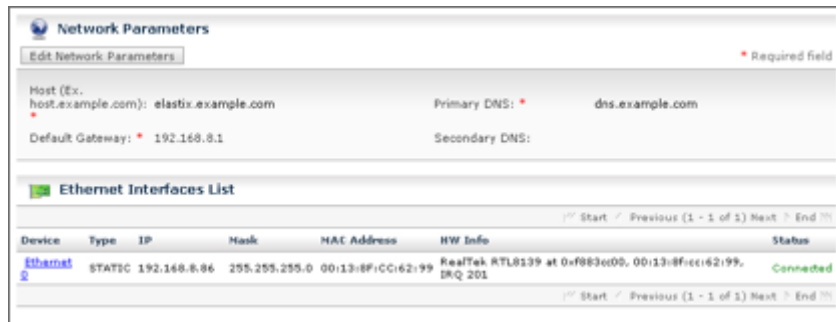 Network Parameters
Edit Network Parameters
* Required field
Host (Ex.
host.example.com): elastix.example.com
*
Primary DNS: * dns.example.com
Default Gateway: * 192.168.8.1
Secondary DNS:
Ethernet Interfaces List
Start Previous (1 - 1 of 1) Next End
Device Type IP Mask MAC Address HW Info Status
Ethernet
0
STATIC 192.168.8.86 255.255.255.0 00:13:8F:CC:62:99
RealTek RTL8139 at 0xf883cc00, 00:13:8f:cc:62:99,
IRQ 201
Connected
Start Previous (1 - 1 of 1) Next End